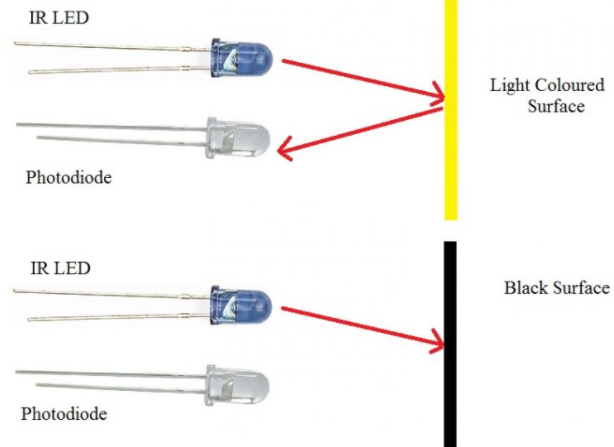 IR LED
Light Coloured
Surface
Photodiode
IR LED
Black Surface
Photodiode